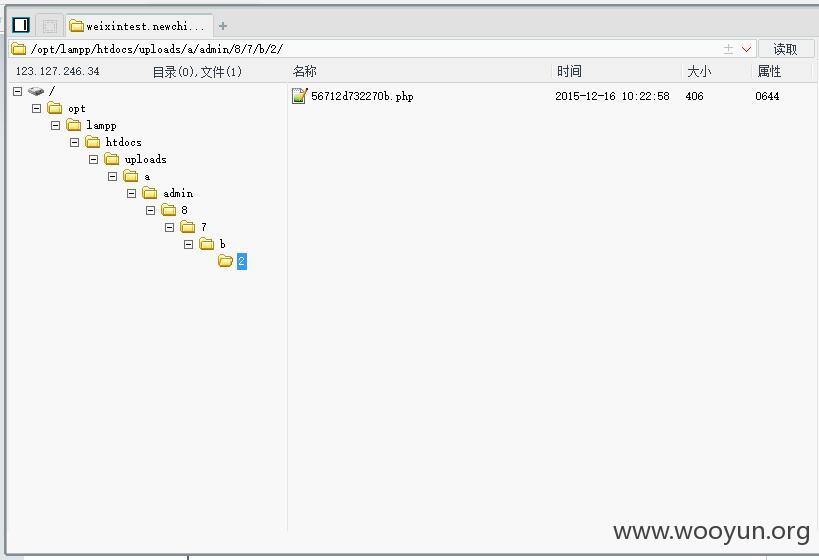 weixintest.newchi...
/opt/lampp/htdocs/uploads/a/admin/8/7/b/2/
读取
123.127.246.34 目录(0),文件(1)
名称 时间 大小 属性
/
opt
lampp
htdocs
uploads
a
admin
8
7
b
2
56712d732270b.php 2015-12-16 10:22:58 406 0644
www.wooyun.org